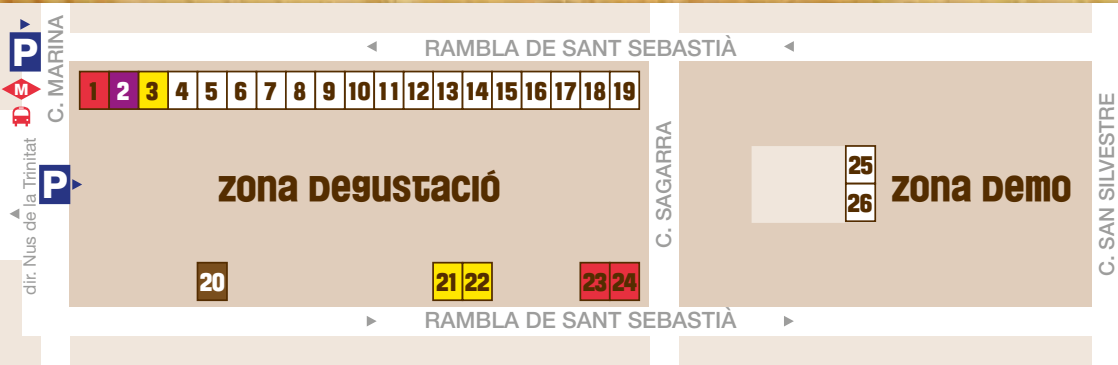 P
M
C. MARINA
dir. Nus de la Trinitat
P
RAMBLA DE SANT SEBASTIÀ
1 2 3 4 5 6 7 8 9 10 11 12 13 14 15 16 17 18 19
zona Degustació
20
21 22
23 24
RAMBLA DE SANT SEBASTIÀ
C. SAGARRA
25
26
zona Demo
C. SAN SILVESTRE